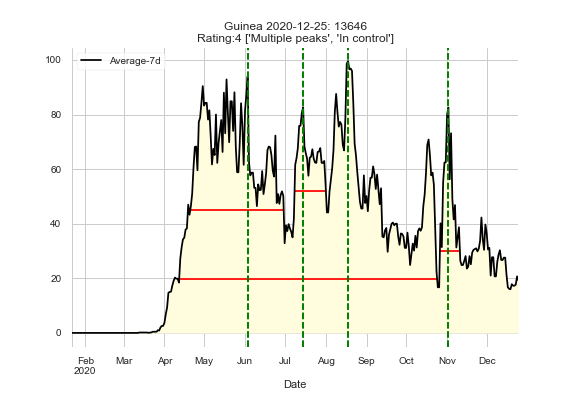 Guinea 2020-12-25: 13646
Rating:4 ['Multiple peaks', 'In control']
Average-7d
100
80
60
40
20
0
Feb Mar Apr May Jun Jul Aug Sep Oct Nov Dec
2020
Date